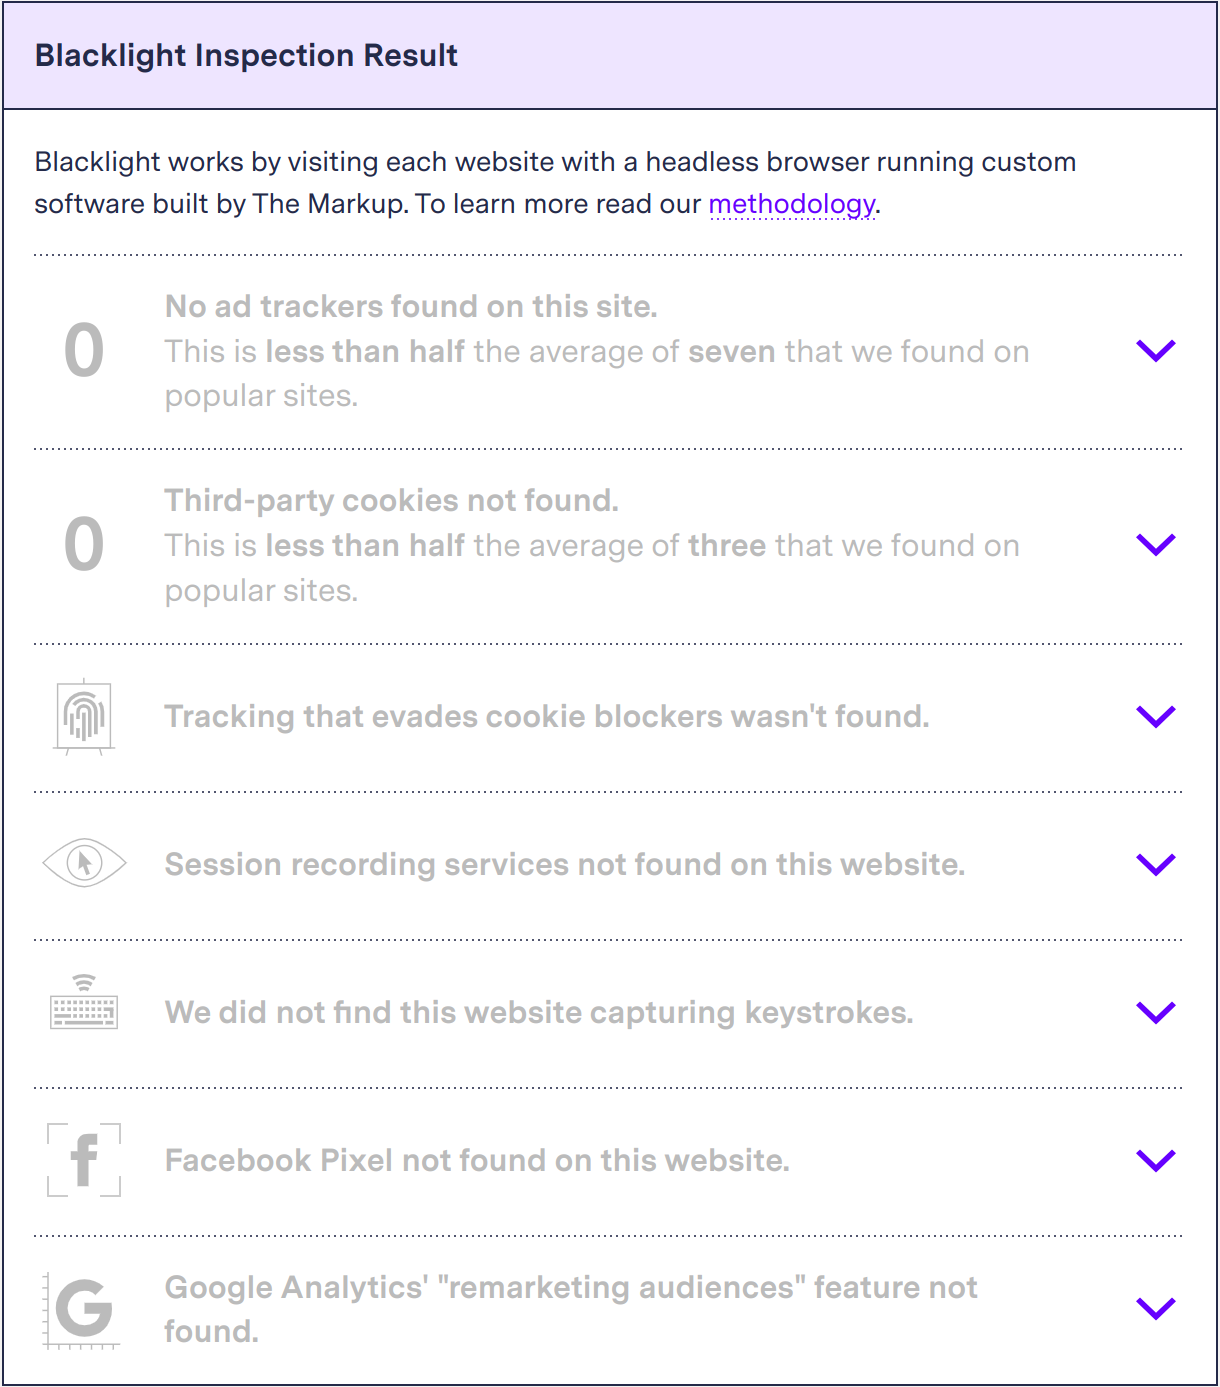 Blacklight Inspection Result
Blacklight works by visiting each website with a headless browser running custom
software built by The Markup. To learn more read our methodology.
0
No ad trackers found on this site.
This is less than half the average of seven that we found on
popular sites.
0
Third-party cookies not found.
This is less than half the average of three that we found on
popular sites.
Tracking that evades cookie blockers wasn't found.
Session recording services not found on this website.
We did not find this website capturing keystrokes.
f
Facebook Pixel not found on this website.
G
Google Analytics' "remarketing audiences" feature not
found.